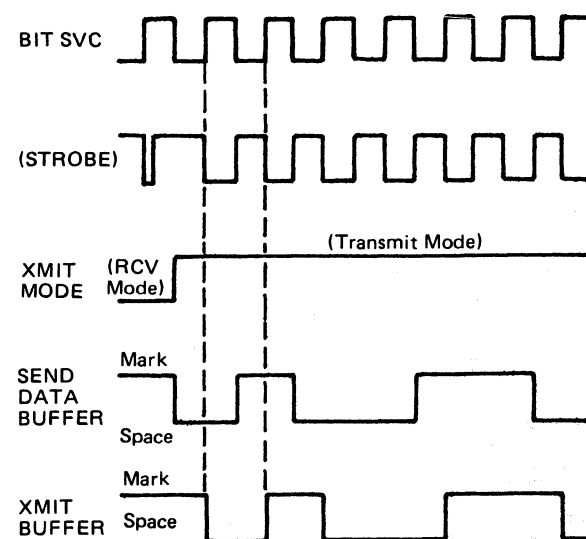 BIT SVC
(STROBE)
(Transmit Mode)
XMIT
MODE
(RCV
Mode)
Mark
SEND
DATA
BUFFER
Space
Mark
XMIT
BUFFER
Space